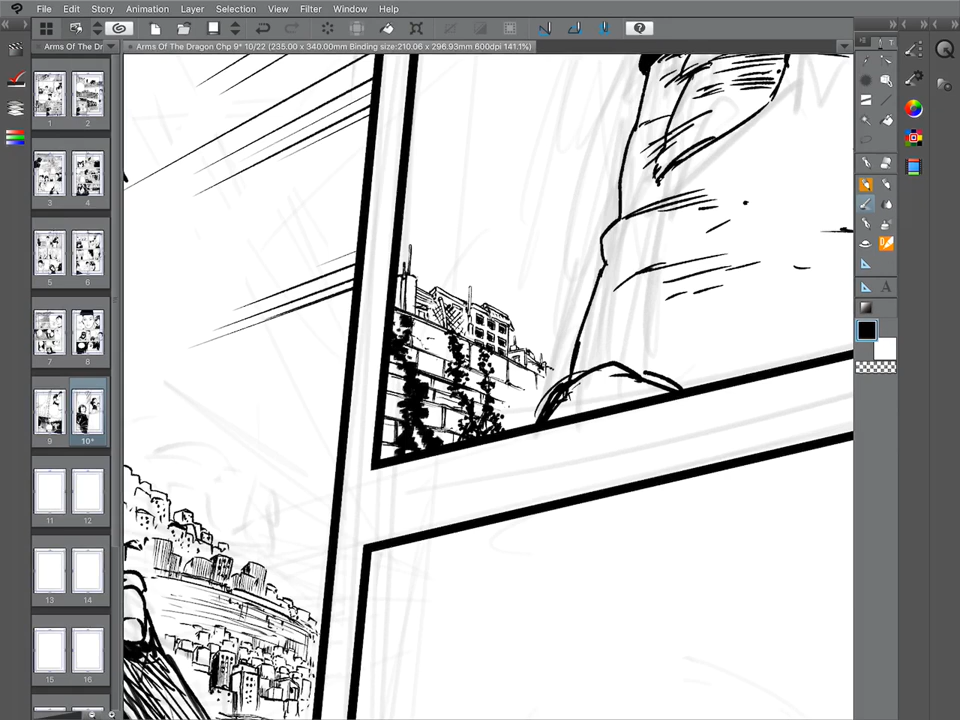 File Edit Story Animation Layer Selection View Filter Window Help
Arms Of The Dr
Arms Of The Dragon Chp 9* 10/22 (235.00 x 340.00mm Binding size:210.06 x 296.93mm 600dpi 141.1%)
1 2
3 4
5 6
7 8
9 10*
11 12
13 14
15 16
T
A